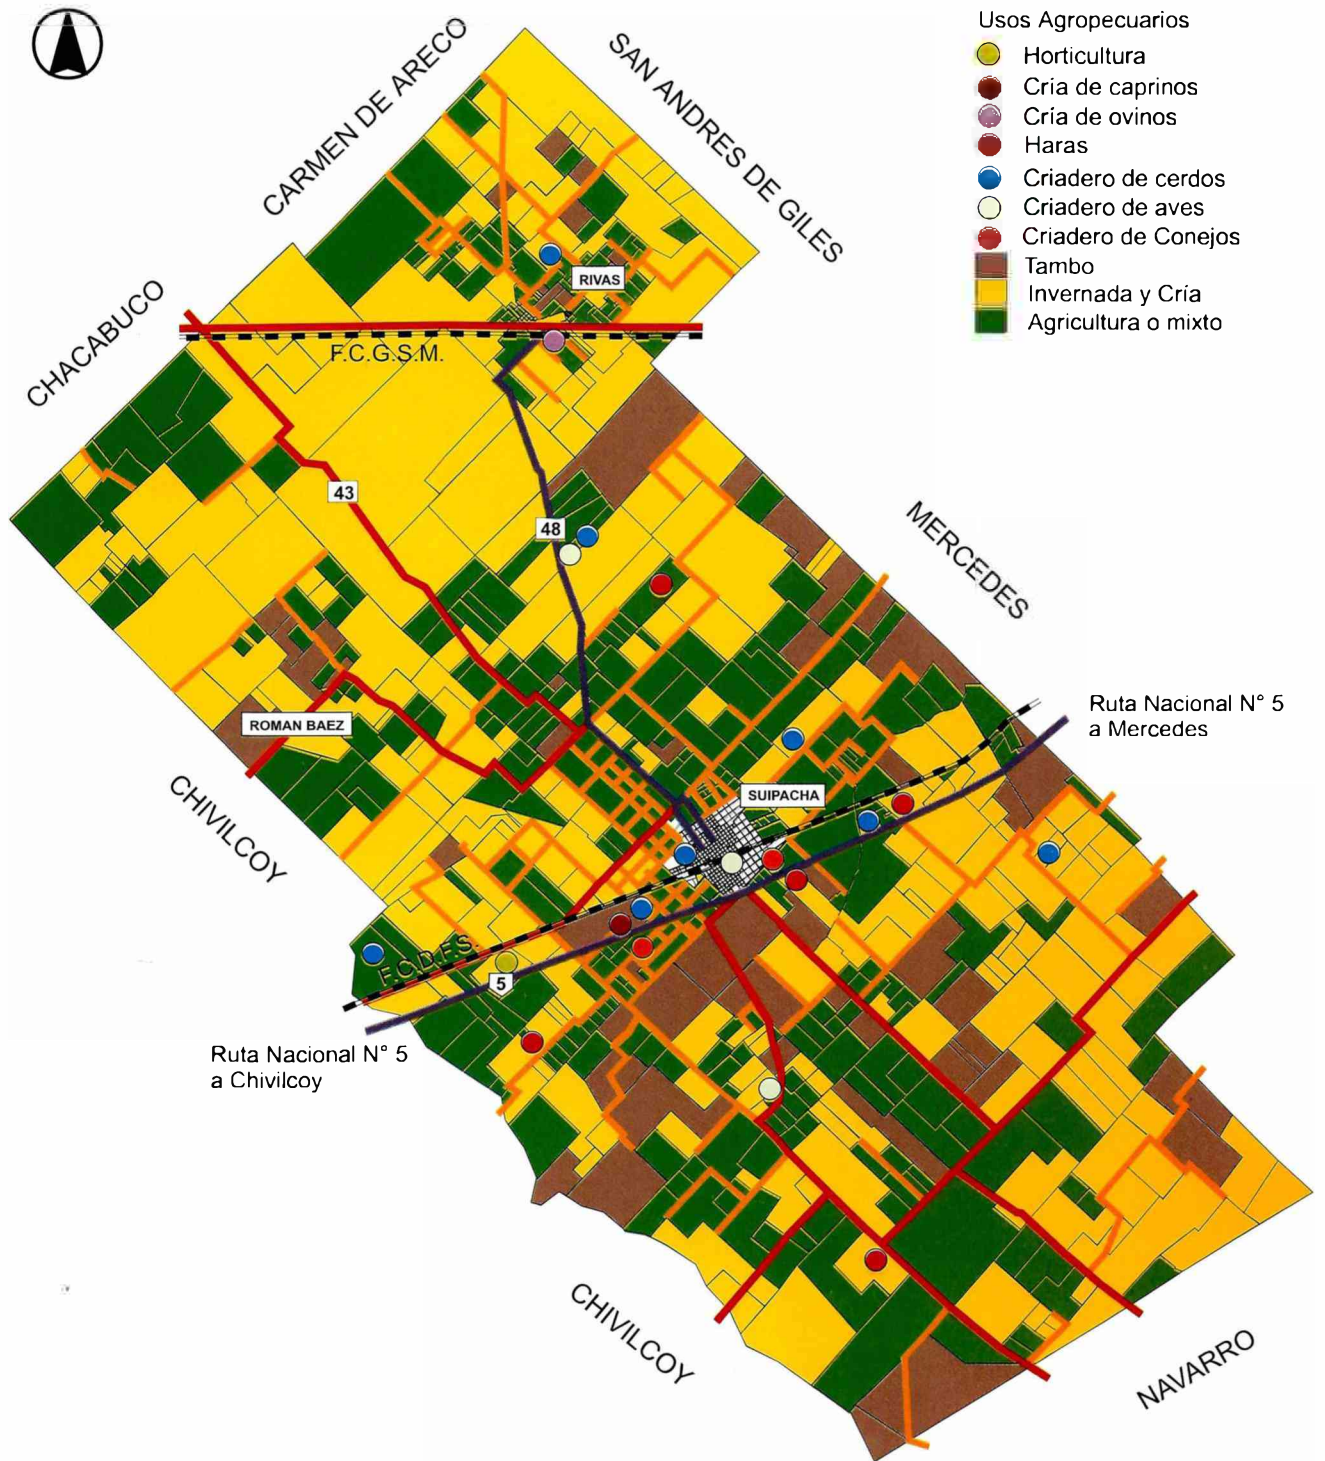 Usos Agropecuarios
Horticultura
Cría de caprinos
Cría de ovinos
Haras
Criadero de cerdos
Criadero de aves
Criadero de Conejos
Tambo
Invernada y Cría
Agricultura o mixto
CARMEN DE ARECO
SAN ANDRES DE GILES
CHACABUCO
RIVAS
F.C.G.S.M.
43
48
MERCEDES
ROMAN BAEZ
Ruta Nacional N° 5
a Mercedes
CHIVILCOY
SUIPACHA
F.C.D.F.S.
5
Ruta Nacional N° 5
a Chivilcoy
CHIVILCOY
NAVARRO